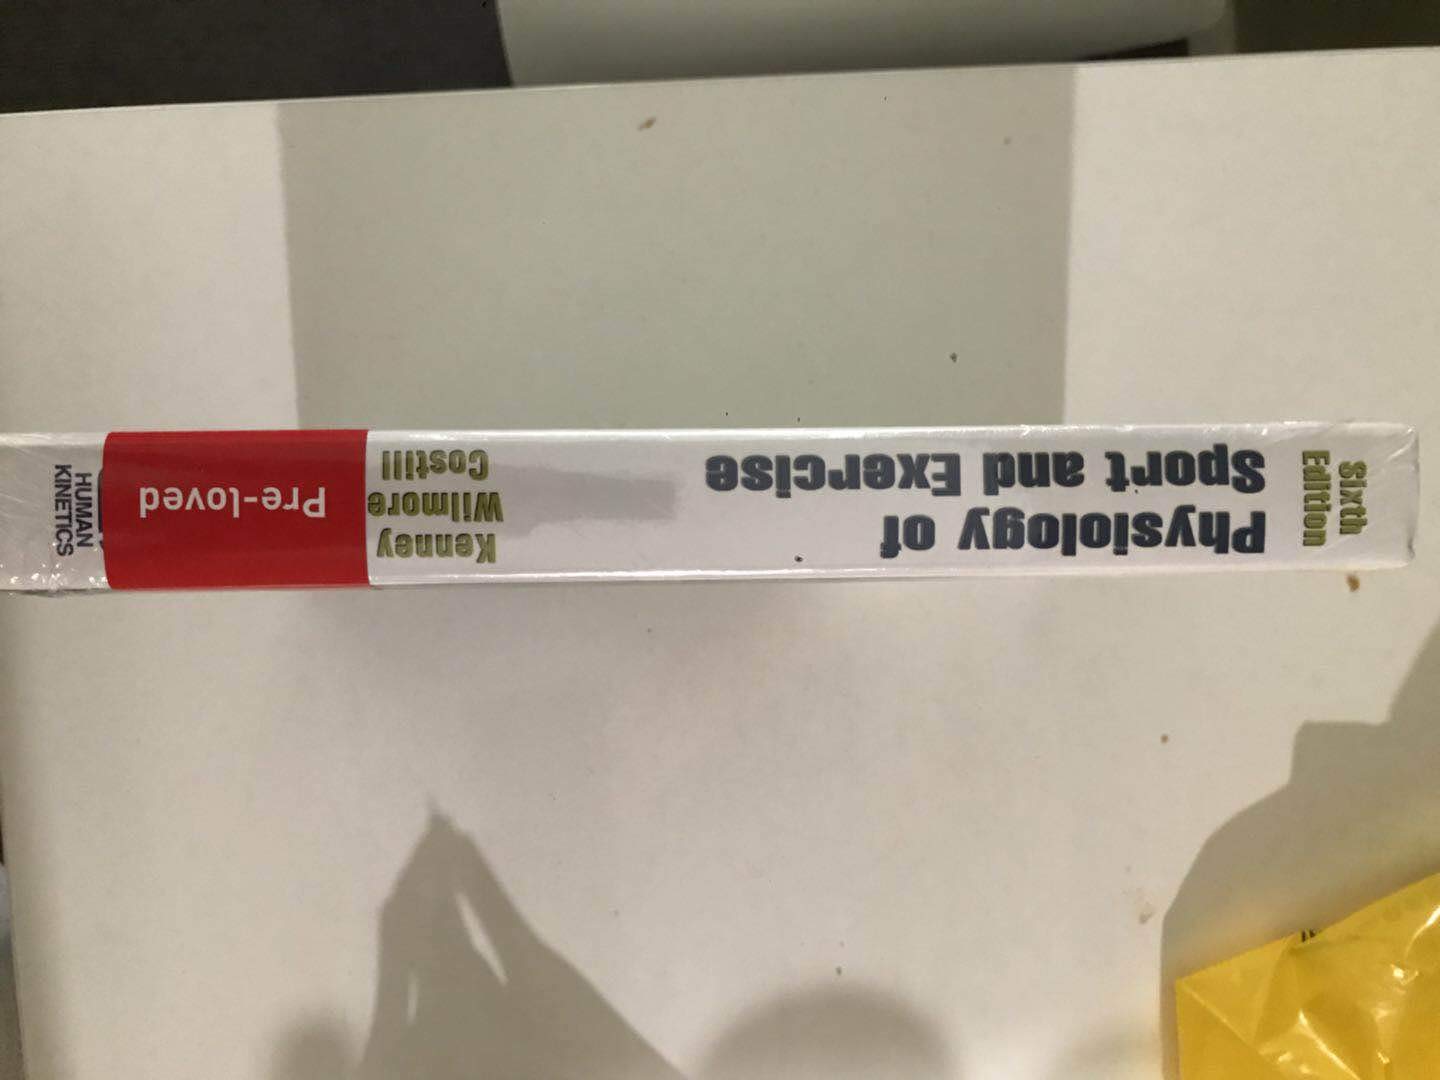 Sixth
Edition
Physiology of
Sport and Exercise
Kenney
Wilmore
Costill
Pre-loved
HUMAN
KINETICS